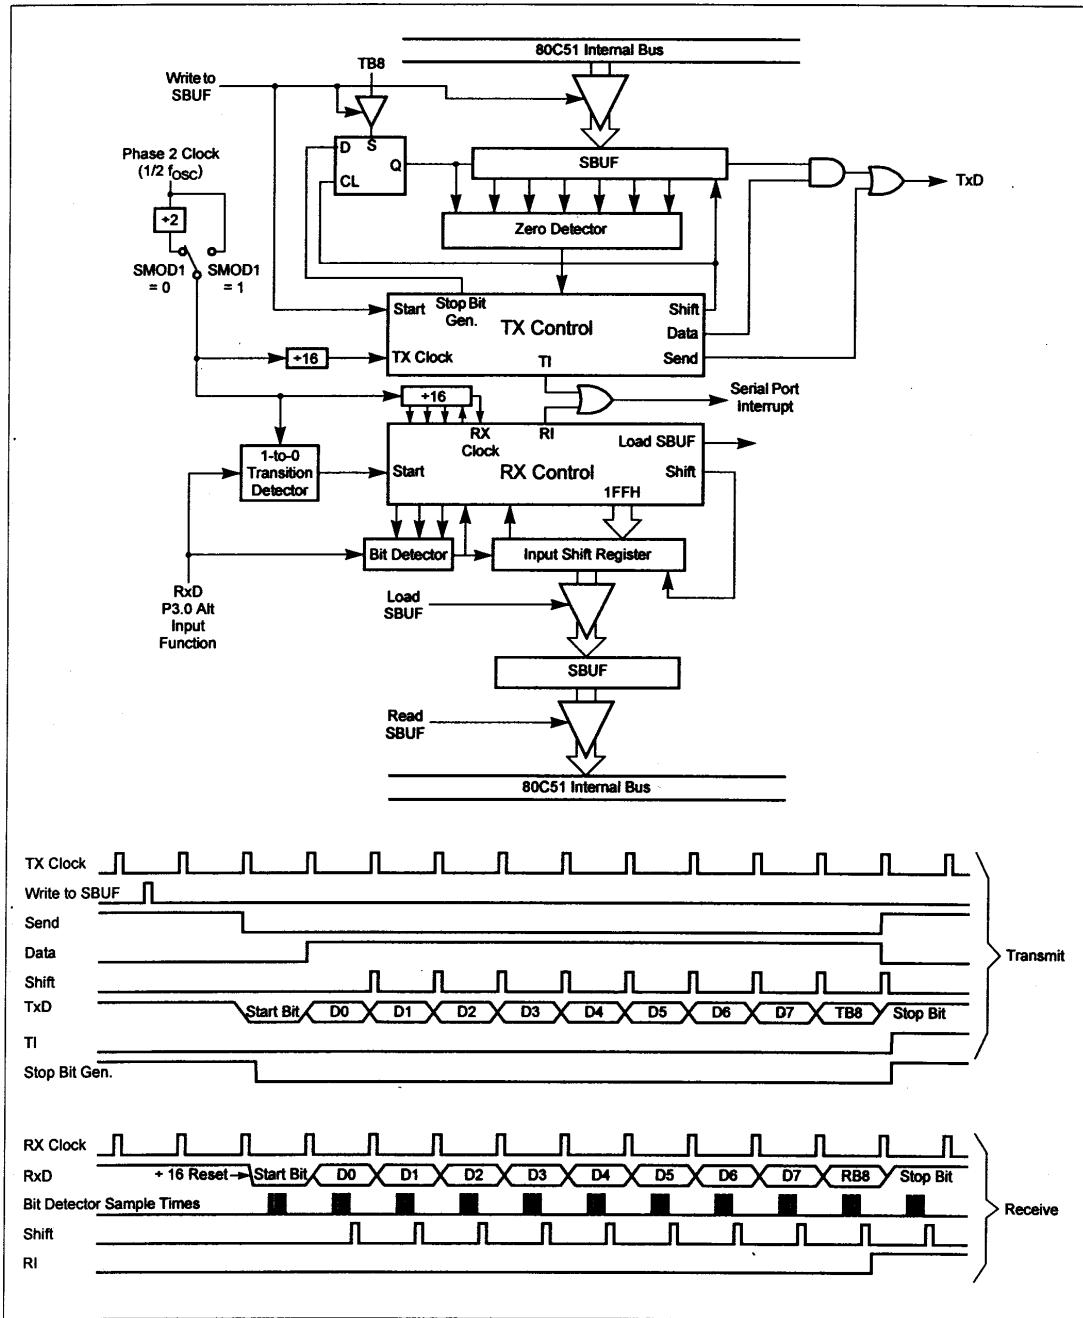 80C51 Internal Bus
TB8
Write to
SBUF
D S
Q
CL
SBUF
TxD
Phase 2 Clock
(1/2 fOSC)
÷2
Zero Detector
SMOD1
= 0
SMOD1
= 1
Start
Stop Bit
Gen.
Shift
TX Control
Data
÷16
TX Clock
TI
Send
÷16
Serial Port
Interrupt
RX
Clock
RI
Load SBUF
1-to-0
Transition
Detector
Start
RX Control
Shift
1FFH
Bit Detector
Input Shift Register
RxD
P3.0 Alt
Input
Function
Load
SBUF
SBUF
Read
SBUF
80C51 Internal Bus
TX Clock
Write to SBUF
Send
Data
Transmit
Shift
TxD Start Bit D0 D1 D2 D3 D4 D5 D6 D7 TB8 Stop Bit
TI
Stop Bit Gen.
RX Clock
RxD ÷ 16 Reset Start Bit D0 D1 D2 D3 D4 D5 D6 D7 RB8 Stop Bit
Bit Detector Sample Times
Receive
Shift
RI